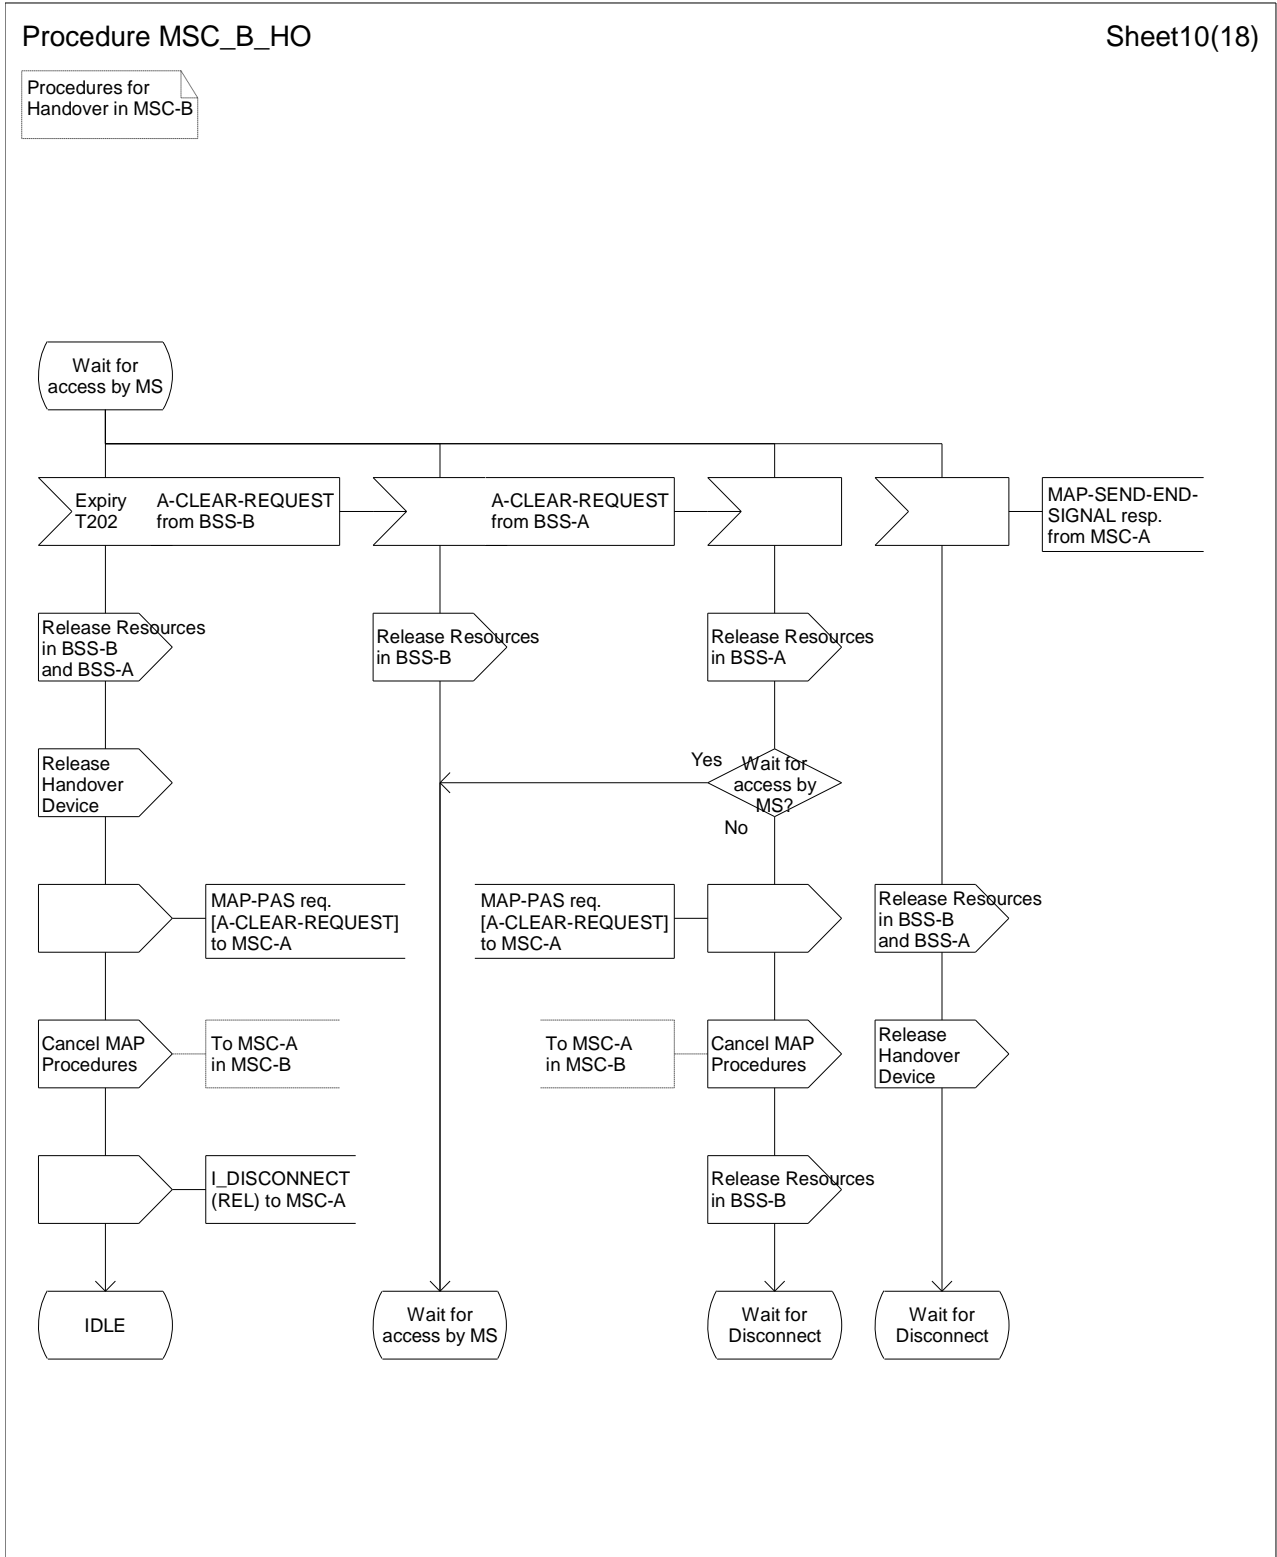 Procedure MSC_B_HO
Sheet10(18)
Procedures for
Handover in MSC-B
Wait for
access by MS
Expiry
T202
A-CLEAR-REQUEST
from BSS-B
A-CLEAR-REQUEST
from BSS-A
MAP-SEND-END-
SIGNAL resp.
from MSC-A
Release Resources
in BSS-B
and BSS-A
Release Resources
in BSS-B
Release Resources
in BSS-A
Release
Handover
Device
Yes
Wait for
access by
MS?
No
MAP-PAS req.
[A-CLEAR-REQUEST]
to MSC-A
MAP-PAS req.
[A-CLEAR-REQUEST]
to MSC-A
Release Resources
in BSS-B
and BSS-A
Cancel MAP
Procedures
To MSC-A
in MSC-B
To MSC-A
in MSC-B
Cancel MAP
Procedures
Release
Handover
Device
I_DISCONNECT
(REL) to MSC-A
Release Resources
in BSS-B
IDLE
Wait for
access by MS
Wait for
Disconnect
Wait for
Disconnect